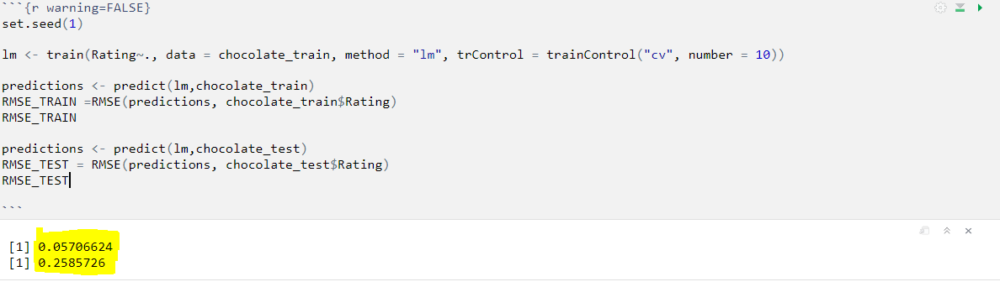 ```{r warning=FALSE}
set.seed(1)
lm <- train(Rating~., data = chocolate_train, method = "lm", trControl = trainControl("cv", number = 10))
predictions <- predict(lm,chocolate_train)
RMSE_TRAIN =RMSE(predictions, chocolate_train$Rating)
RMSE_TRAIN
predictions <- predict(lm,chocolate_test)
RMSE_TEST = RMSE(predictions, chocolate_test$Rating)
RMSE_TEST
```
[1] 0.05706624
[1] 0.2585726